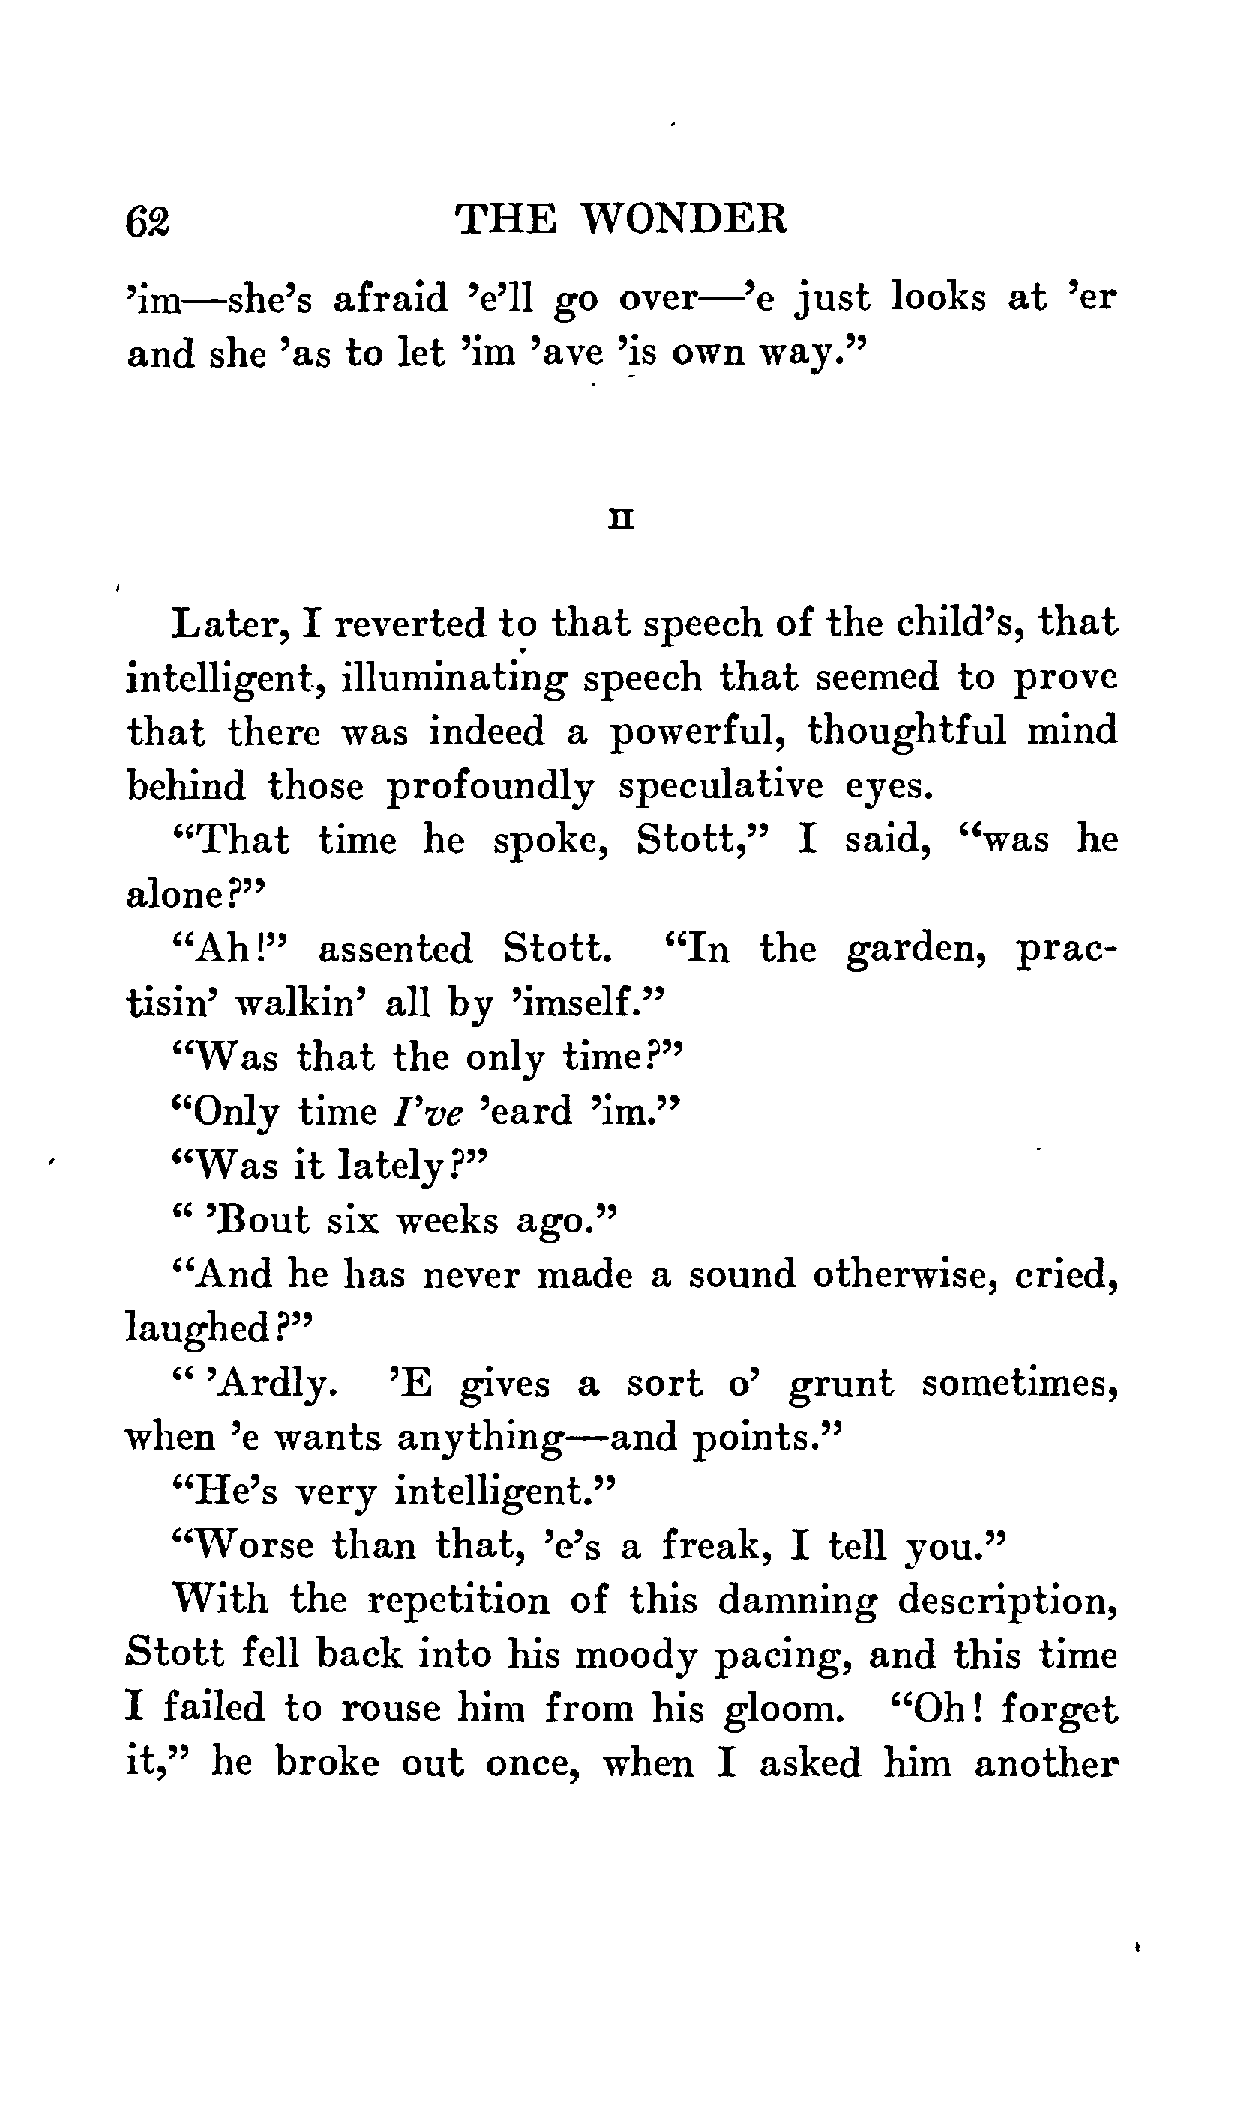 62 THE WONDER
’im—she’s afraid ’e’ll go over—’e just looks at ’er
and she ’as to let ’im ’ave ’is own way.”
II
Later, I reverted to that speech of the child’s, that
intelligent, illuminating speech that seemed to prove
that there was indeed a powerful, thoughtful mind
behind those profoundly speculative eyes.
“That time he spoke, Stott,” I said, “was he
alone?”
“Ah!” assented Stott. “In the garden, prac-
tisin’ walkin’ all by ’imself.”
“Was that the only time?”
“Only time I’ve ’eard ’im.”
“Was it lately?”
“ ’Bout six weeks ago.”
“And he has never made a sound otherwise, cried,
laughed?”
“ ’Ardly. ’E gives a sort o’ grunt sometimes,
when ’e wants anything—and points.”
“He’s very intelligent.”
“Worse than that, ’e’s a freak, I tell you.”
With the repetition of this damning description,
Stott fell back into his moody pacing, and this time
I failed to rouse him from his gloom. “Oh! forget
it,” he broke out once, when I asked him another